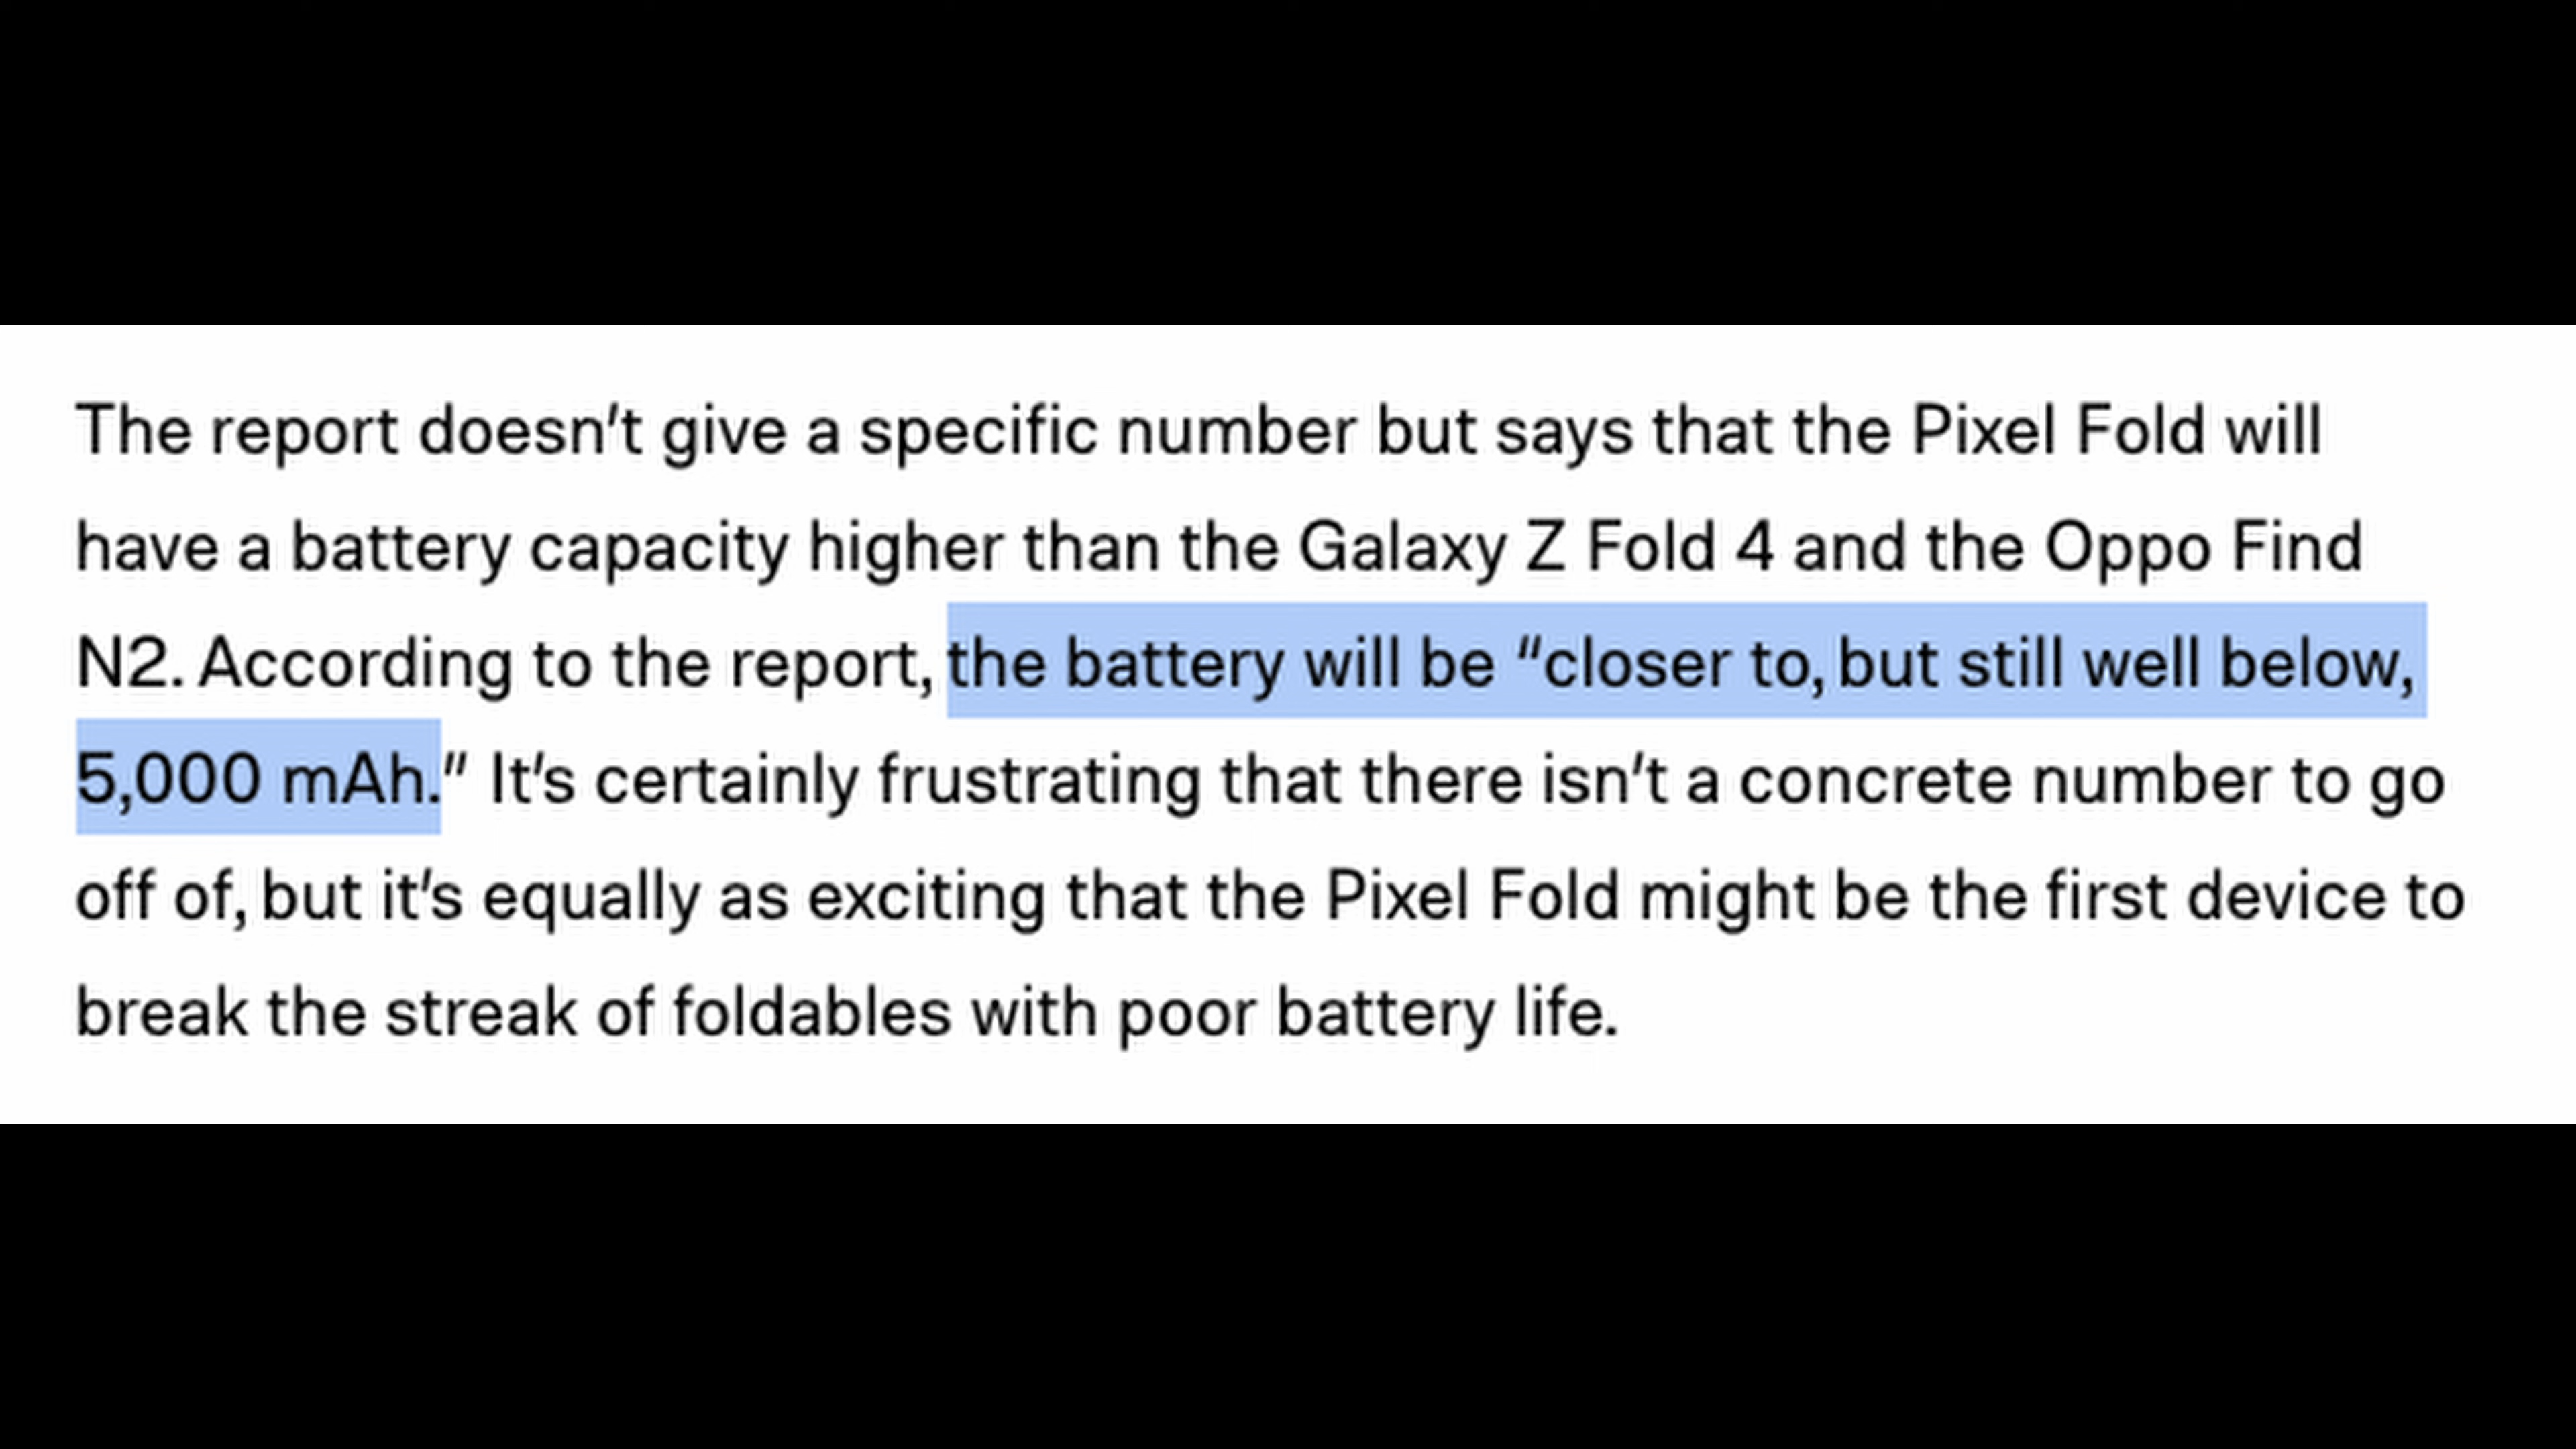 The report doesn’t give a specific number but says that the Pixel Fold will
have a battery capacity higher than the Galaxy Z Fold 4 and the Oppo Find
N2. According to the report, the battery will be “closer to, but still well below,
5,000 mAh.” It’s certainly frustrating that there isn’t a concrete number to go
off of, but it’s equally as exciting that the Pixel Fold might be the first device to
break the streak of foldables with poor battery life.